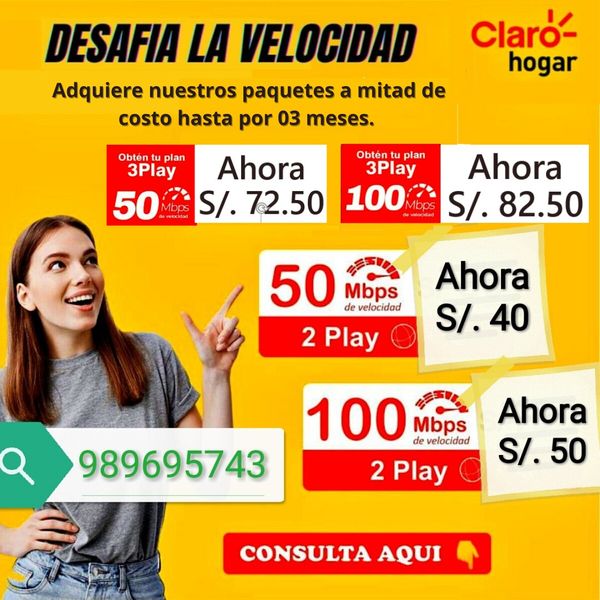 DESAFIA LA VELOCIDAD
Claro
hogar
Adquiere nuestros paquetes a mitad de
costo hasta por 03 meses.
Obtén tu plan
3Play
50 Mbps
de velocidad
Ahora
S/. 72.50
Obtén tu plan
3Play
100 Mbps
de velocidad
Ahora
S/. 82.50
50 Mbps
de velocidad
2 Play
Ahora
S/. 40
100 Mbps
de velocidad
2 Play
Ahora
S/. 50
989695743
CONSULTA AQUI